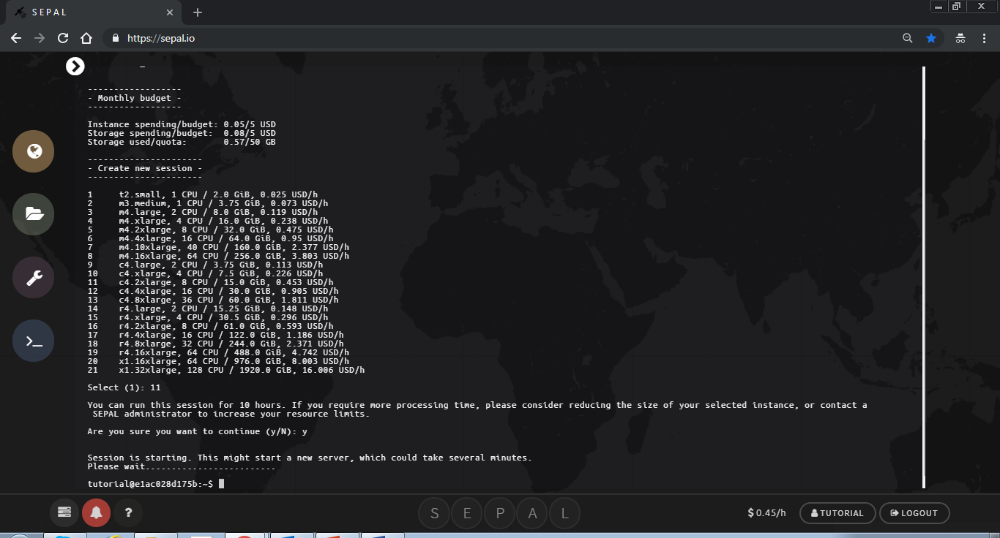 SEPAL
https://sepal.io
------------------
- Monthly budget -
------------------
Instance spending/budget: 0.05/5 USD
Storage spending/budget:  0.08/5 USD
Storage used/quota:       0.57/50 GB
----------------------
- Create new session -
----------------------
1     t2.small, 1 CPU / 2.0 GiB, 0.025 USD/h
2     m3.medium, 1 CPU / 3.75 GiB, 0.073 USD/h
3     m4.large, 2 CPU / 8.0 GiB, 0.119 USD/h
4     m4.xlarge, 4 CPU / 16.0 GiB, 0.238 USD/h
5     m4.2xlarge, 8 CPU / 32.0 GiB, 0.475 USD/h
6     m4.4xlarge, 16 CPU / 64.0 GiB, 0.95 USD/h
7     m4.10xlarge, 40 CPU / 160.0 GiB, 2.377 USD/h
8     m4.16xlarge, 64 CPU / 256.0 GiB, 3.803 USD/h
9     c4.large, 2 CPU / 3.75 GiB, 0.113 USD/h
10    c4.xlarge, 4 CPU / 7.5 GiB, 0.226 USD/h
11    c4.2xlarge, 8 CPU / 15.0 GiB, 0.453 USD/h
12    c4.4xlarge, 16 CPU / 30.0 GiB, 0.905 USD/h
13    c4.8xlarge, 36 CPU / 60.0 GiB, 1.811 USD/h
14    r4.large, 2 CPU / 15.25 GiB, 0.148 USD/h
15    r4.xlarge, 4 CPU / 30.5 GiB, 0.296 USD/h
16    r4.2xlarge, 8 CPU / 61.0 GiB, 0.593 USD/h
17    r4.4xlarge, 16 CPU / 122.0 GiB, 1.186 USD/h
18    r4.8xlarge, 32 CPU / 244.0 GiB, 2.371 USD/h
19    r4.16xlarge, 64 CPU / 488.0 GiB, 4.742 USD/h
20    x1.16xlarge, 64 CPU / 976.0 GiB, 8.003 USD/h
21    x1.32xlarge, 128 CPU / 1920.0 GiB, 16.006 USD/h
Select (1): 11
You can run this session for 10 hours. If you require more processing time, please consider reducing the size of your selected instance, or contact a
SEPAL administrator to increase your resource limits.
Are you sure you want to continue (y/N): y
Session is starting. This might start a new server, which could take several minutes.
Please wait.........................
tutorial@e1ac028d175b:~$
? S E P A L $ 0.45/h TUTORIAL LOGOUT